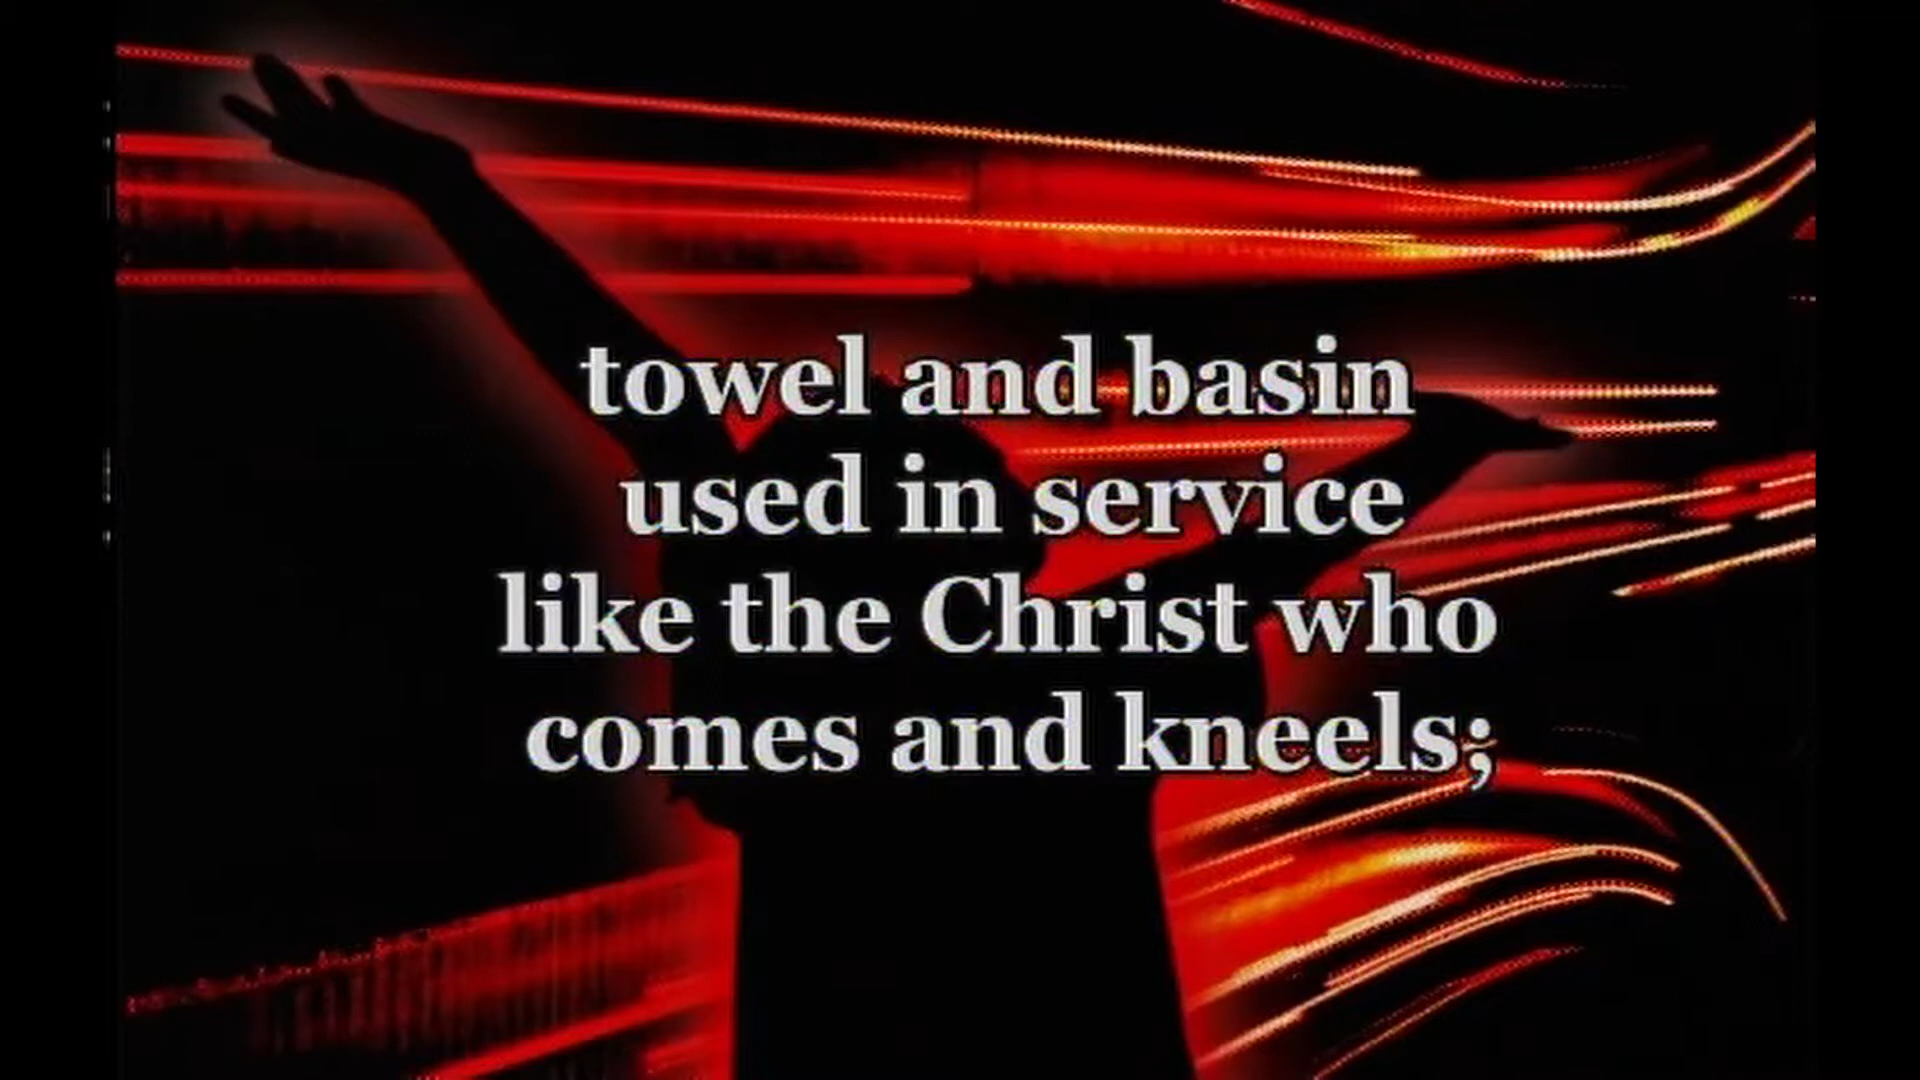 towel and basin
used in service
like the Christ who
comes and kneels;